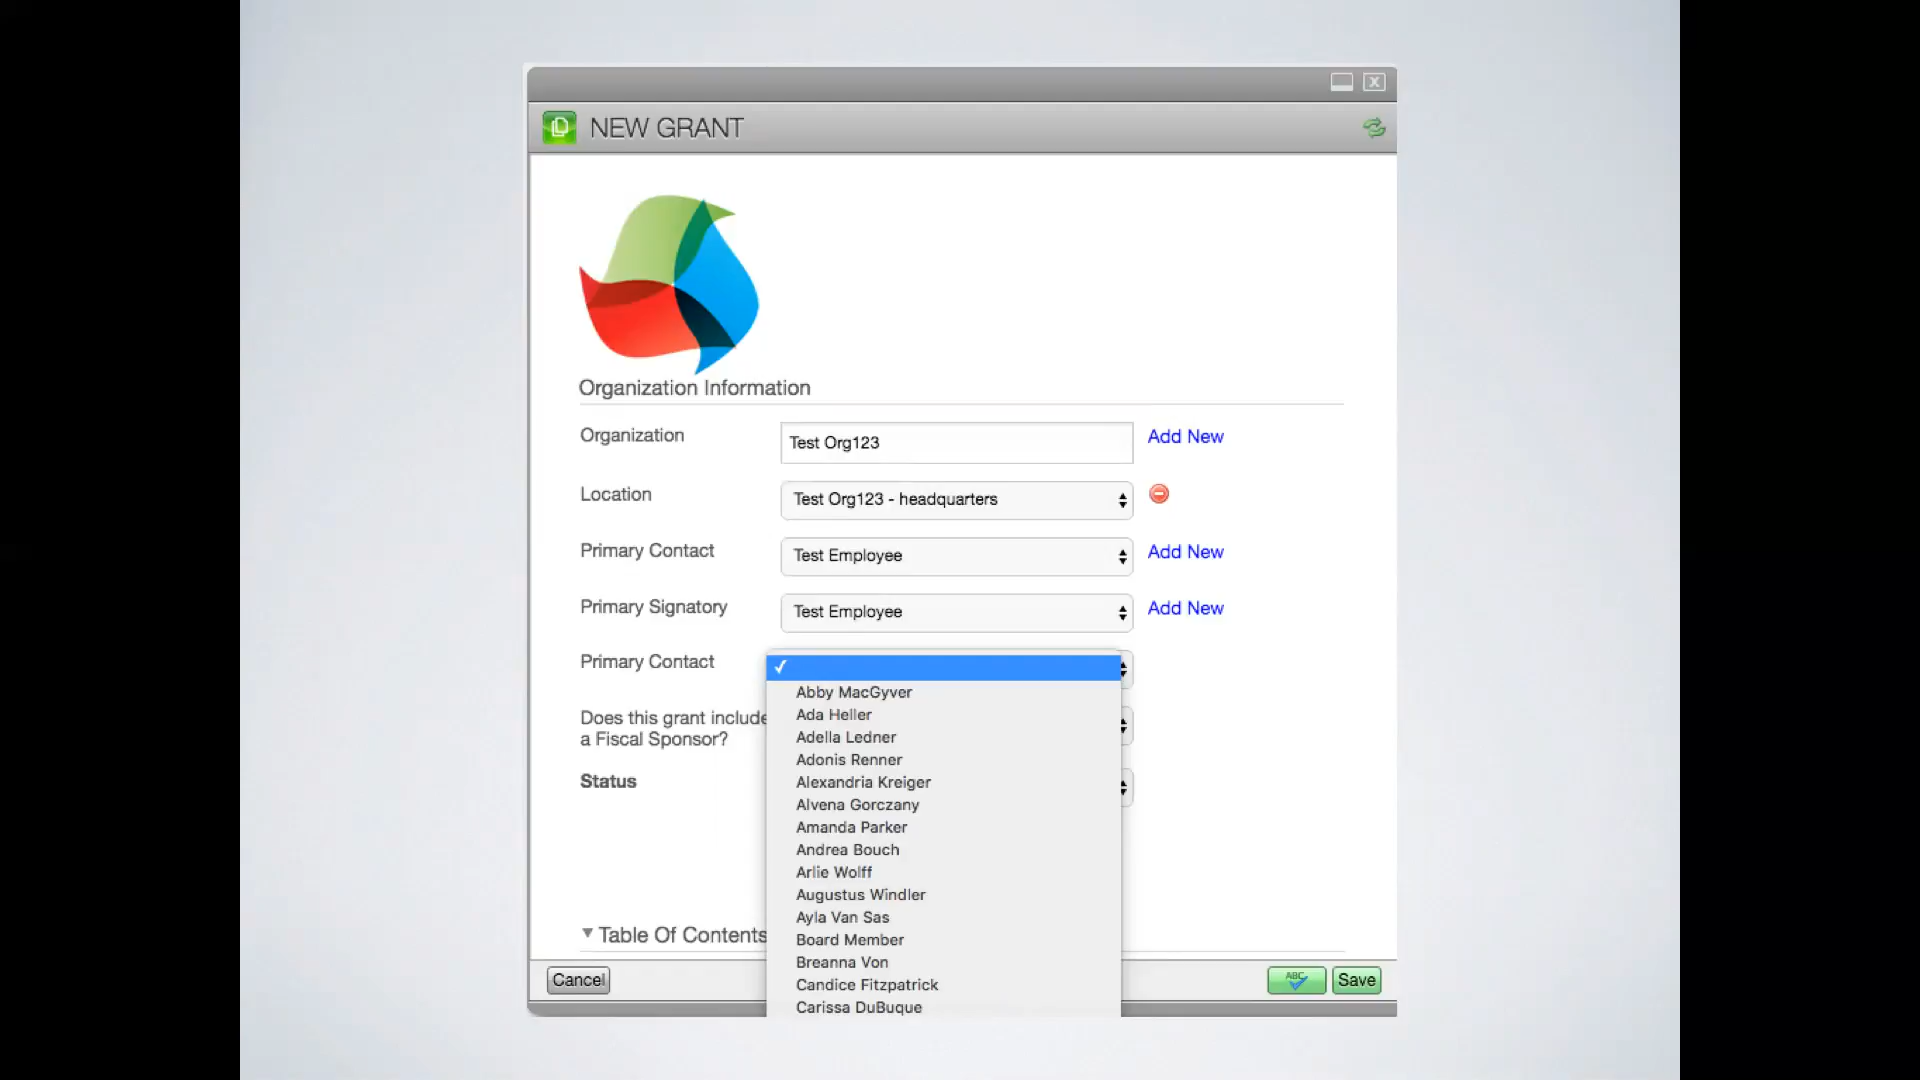 X
NEW GRANT
Organization Information
Organization
Test Org123
Add New
Location
Test Org123 - headquarters
Primary Contact
Test Employee
Add New
Primary Signatory
Test Employee
Add New
Primary Contact
Abby MacGyver
Ada Heller
Adella Ledner
Adonis Renner
Alexandria Kreiger
Alvena Gorczany
Amanda Parker
Andrea Bouch
Arlie Wolff
Augustus Windler
Ayla Van Sas
Board Member
Breanna Von
Candice Fitzpatrick
Carissa DuBuque
Does this grant include
a Fiscal Sponsor?
Status
Table Of Contents
Cancel
ABC
Save